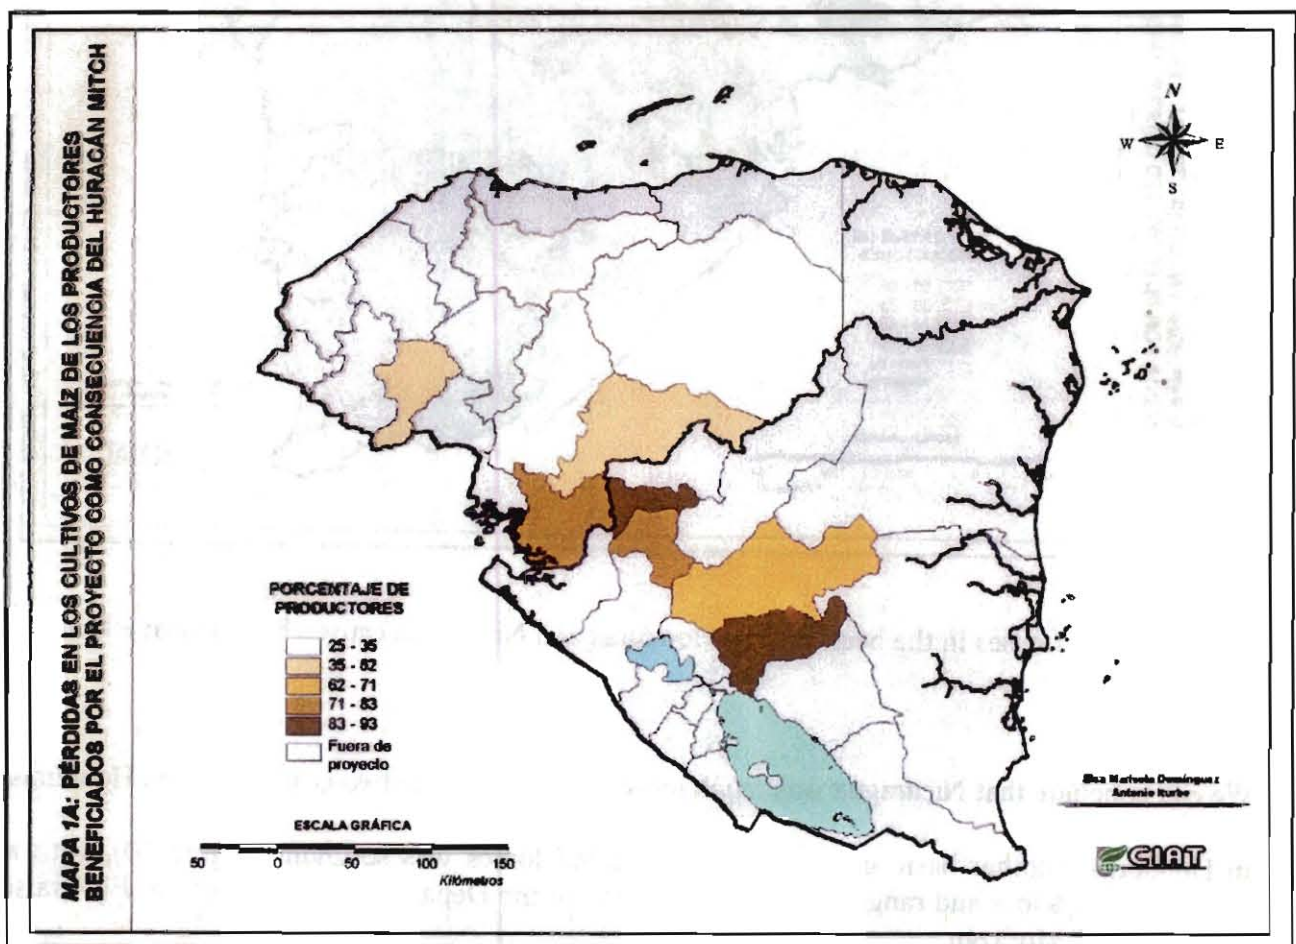 MAPA 1A: PÉRDIDAS EN LOS CULTIVOS DE MAÍZ DE LOS PRODUCTORES
BENEFICIADOS POR EL PROYECTO COMO CONSECUENCIA DEL HURACÁN MITCH
N
W E
S
PORCENTAJE DE
PRODUCTORES
25 - 35
35 - 62
62 - 71
71 - 83
83 - 93
Fuera de
proyecto
ESCALA GRÁFICA
50 0 50 100 150
Kilómetros
Elsa Marisela Domínguez
Antonio Iturbe
CIAT